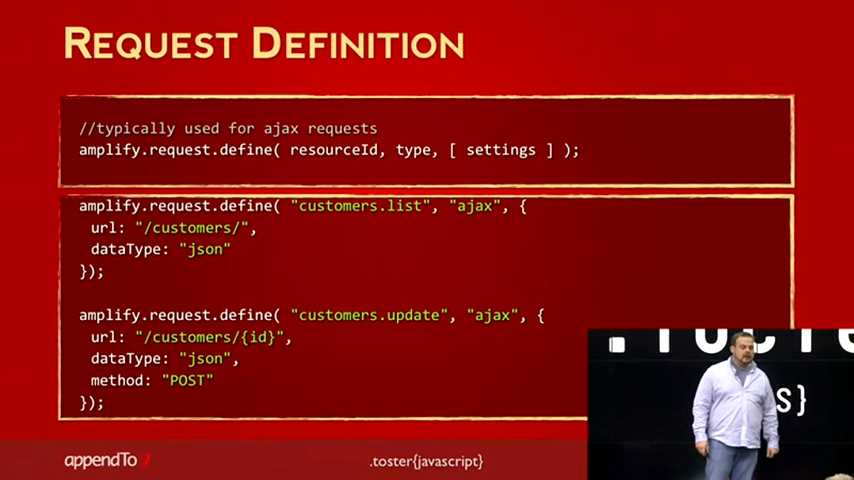 REQUEST DEFINITION
//typically used for ajax requests
amplify.request.define( resourceId, type, [ settings ] );
amplify.request.define( "customers.list", "ajax", {
url: "/customers/",
dataType: "json"
});
amplify.request.define( "customers.update", "ajax", {
url: "/customers/{id}",
dataType: "json",
method: "POST"
});
s}
appendTo
.toster{javascript}